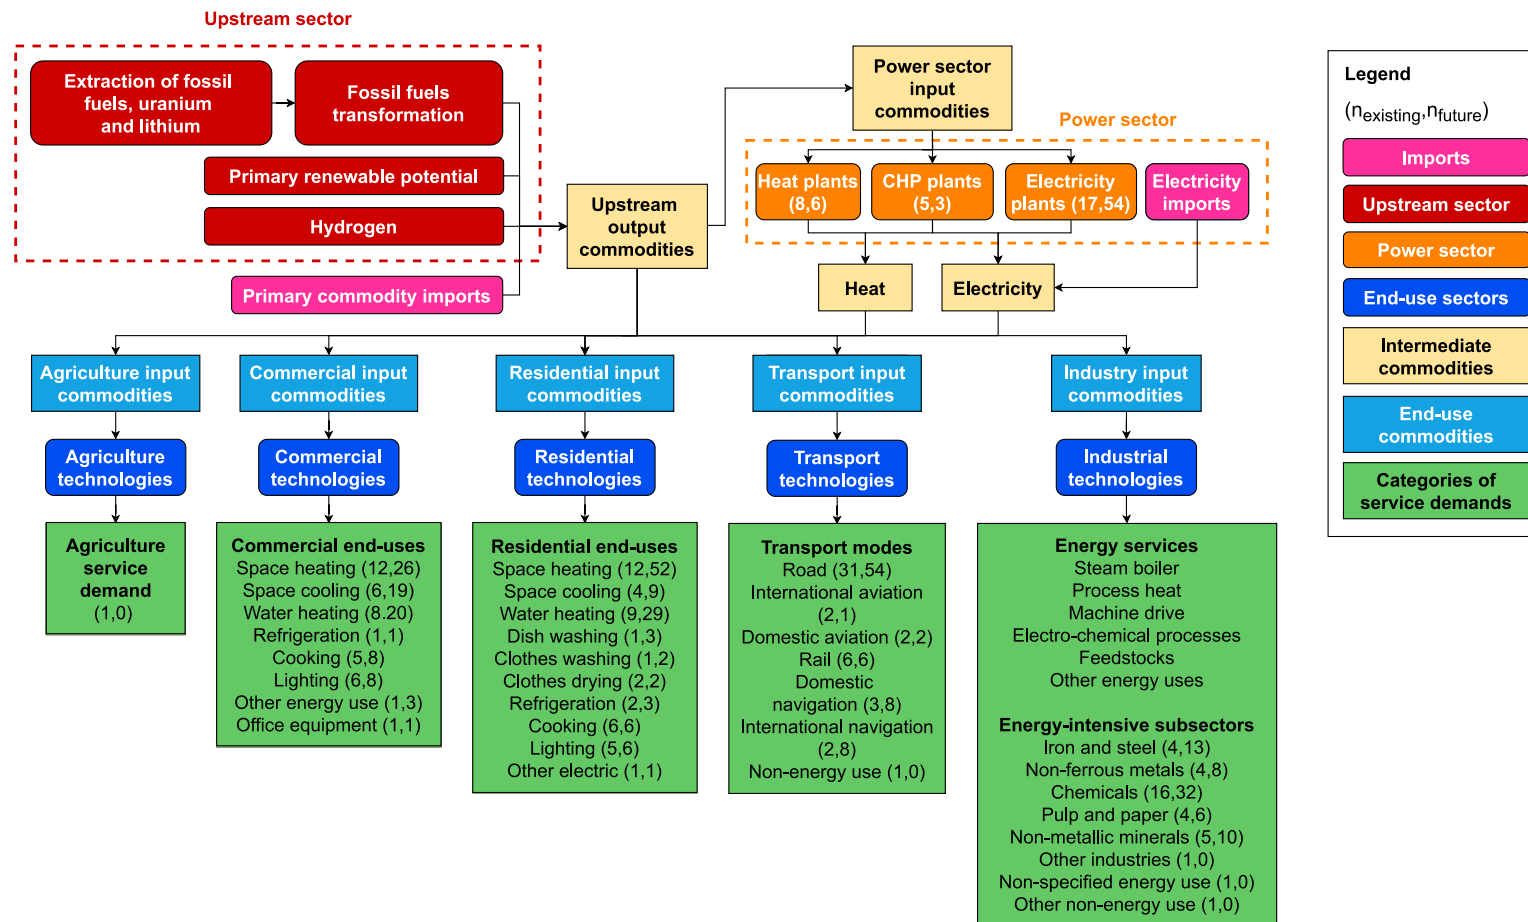 Upstream sector
Extraction of fossil
fuels, uranium
and lithium
Fossil fuels
transformation
Primary renewable potential
Hydrogen
Primary commodity imports
Upstream
output
commodities
Power sector
input
commodities
Power sector
Heat plants
(8,6)
CHP plants
(5,3)
Electricity
plants (17,54)
Electricity
imports
Heat
Electricity
Agriculture input
commodities
Commercial input
commodities
Residential input
commodities
Transport input
commodities
Industry input
commodities
Agriculture
technologies
Commercial
technologies
Residential
technologies
Transport
technologies
Industrial
technologies
Agriculture
service
demand
(1,0)
Commercial end-uses
Space heating (12,26)
Space cooling (6,19)
Water heating (8.20)
Refrigeration (1,1)
Cooking (5,8)
Lighting (6,8)
Other energy use (1,3)
Office equipment (1,1)
Residential end-uses
Space heating (12,52)
Space cooling (4,9)
Water heating (9,29)
Dish washing (1,3)
Clothes washing (1,2)
Clothes drying (2,2)
Refrigeration (2,3)
Cooking (6,6)
Lighting (5,6)
Other electric (1,1)
Transport modes
Road (31,54)
International aviation
(2,1)
Domestic aviation (2,2)
Rail (6,6)
Domestic
navigation (3,8)
International navigation
(2,8)
Non-energy use (1,0)
Energy services
Steam boiler
Process heat
Machine drive
Electro-chemical processes
Feedstocks
Other energy uses
Energy-intensive subsectors
Iron and steel (4,13)
Non-ferrous metals (4,8)
Chemicals (16,32)
Pulp and paper (4,6)
Non-metallic minerals (5,10)
Other industries (1,0)
Non-specified energy use (1,0)
Other non-energy use (1,0)
Legend
(n_existing,n_future)
Imports
Upstream sector
Power sector
End-use sectors
Intermediate
commodities
End-use
commodities
Categories of
service demands